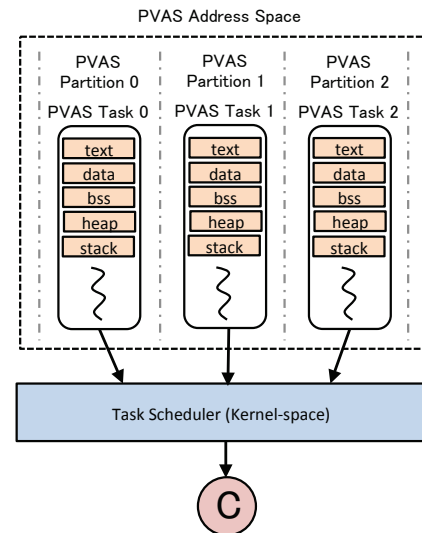 PVAS Address Space
PVAS Partition 0
PVAS Partition 1
PVAS Partition 2
PVAS Task 0
PVAS Task 1
PVAS Task 2
text
data
bss
heap
stack
text
data
bss
heap
stack
text
data
bss
heap
stack
Task Scheduler (Kernel-space)
C